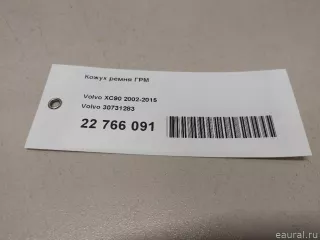 Кожух ремня ГРМ
Volvo XC90 2002-2015
Volvo 30731283
22 766 091
eaural.ru